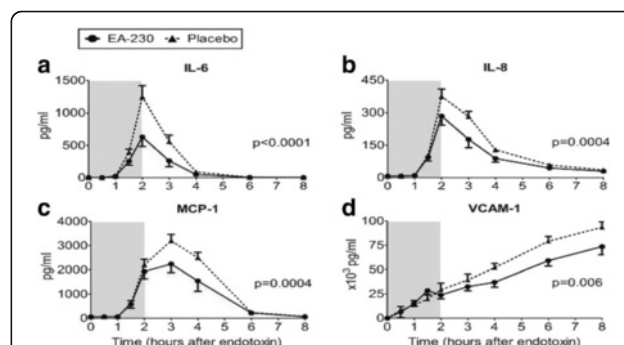 EA-230 Placebo
a IL-6
1500
1000
500
0
pg/ml
p<0.0001
0 1 2 3 4 5 6 7 8
b IL-8
450
300
150
0
pg/ml
p=0.0004
0 1 2 3 4 5 6 7 8
c MCP-1
4000
3000
2000
1000
0
pg/ml
p=0.0004
0 1 2 3 4 5 6 7 8
Time (hours after endotoxin)
d VCAM-1
100
75
50
25
0
x10³ pg/ml
p=0.006
0 1 2 3 4 5 6 7 8
Time (hours after endotoxin)